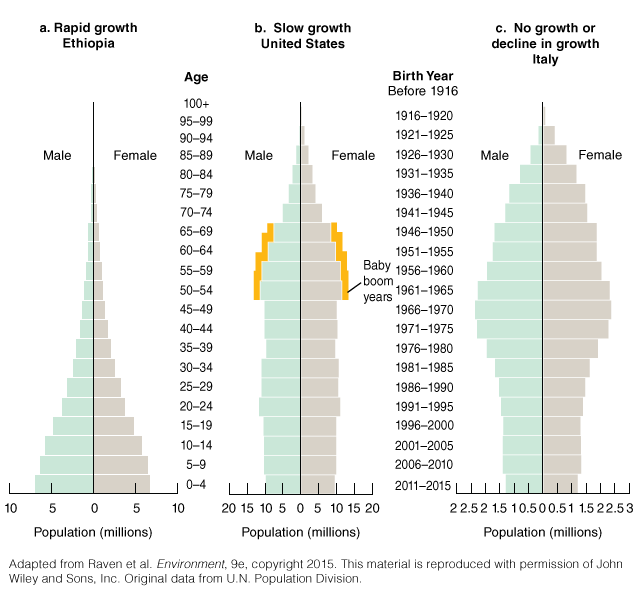 a. Rapid growth
Ethiopia
b. Slow growth
United States
c. No growth or
decline in growth
Italy
Age
Birth Year
Before 1916
100+
95–99
90–94
85–89
80–84
75–79
70–74
65–69
60–64
55–59
50–54
45–49
40–44
35–39
30–34
25–29
20–24
15–19
10–14
5–9
0–4
1916–1920
1921–1925
1926–1930
1931–1935
1936–1940
1941–1945
1946–1950
1951–1955
1956–1960
1961–1965
1966–1970
1971–1975
1976–1980
1981–1985
1986–1990
1991–1995
1996–2000
2001–2005
2006–2010
2011–2015
Male Female
Male Female
Male Female
Baby
boom
years
10 5 0 5 10
20 15 10 5 0 5 10 15 20
2 2.5 2 1.5 1 0.5 0 0.5 1 1.5 2 2.5 3
Population (millions)
Population (millions)
Population (millions)
Adapted from Raven et al. Environment, 9e, copyright 2015. This material is reproduced with permission of John
Wiley and Sons, Inc. Original data from U.N. Population Division.